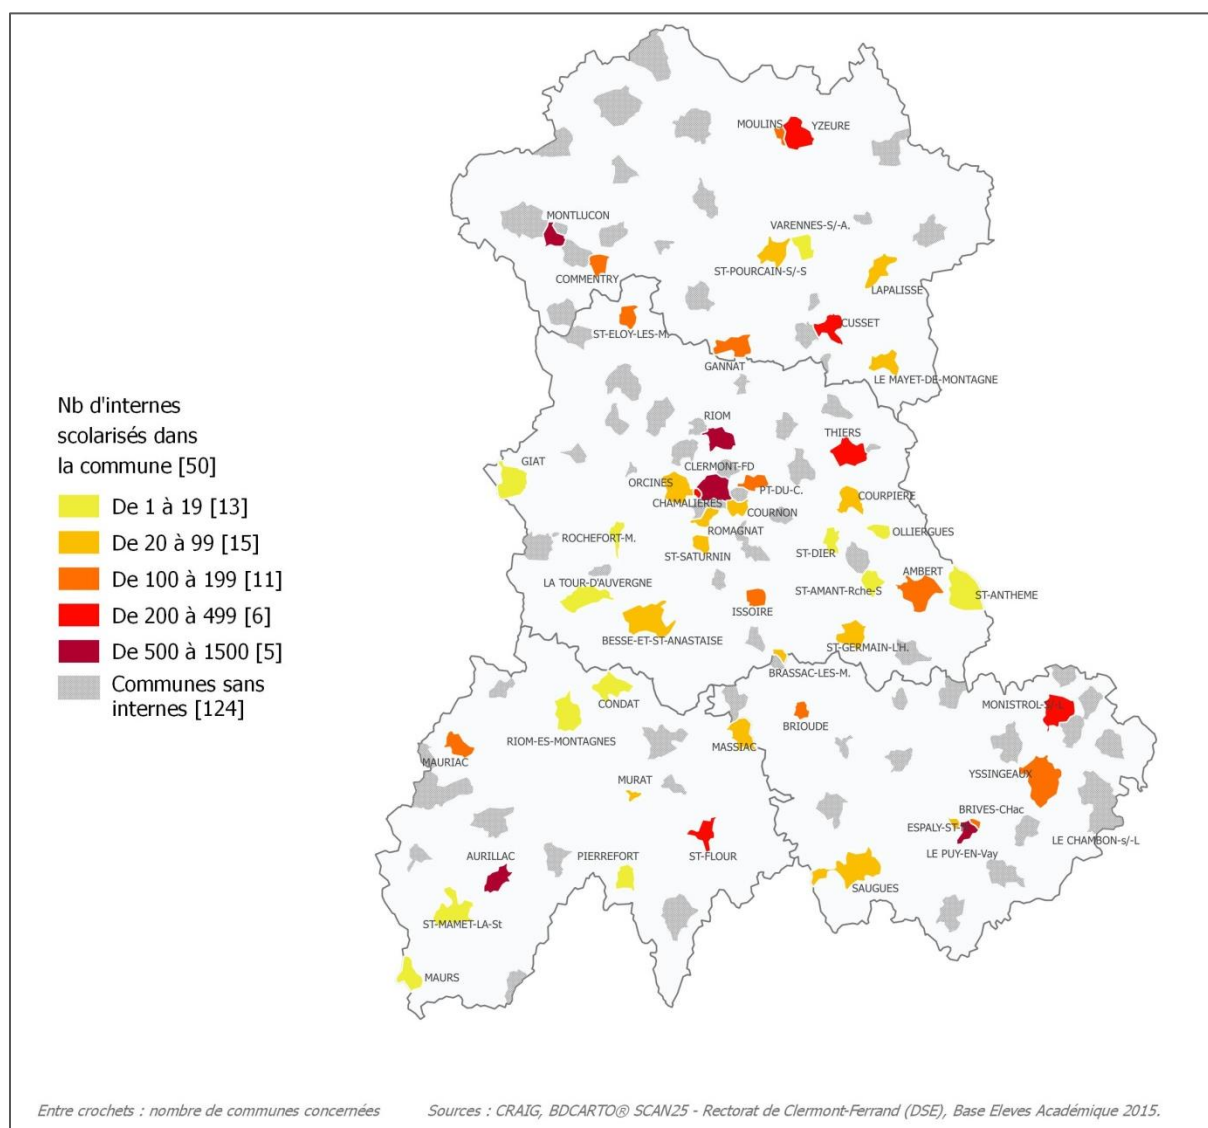 MOULINS
YZEURE
MONTLUCON
VARENNES-S/-A.
COMMENTRY
ST-POURCAIN-S/-S
LAPALISSE
ST-ELOY-LES-M.
CUSSET
GANNAT
LE MAYET-DE-MONTAGNE
Nb d'internes
scolarisés dans
la commune [50]
De 1 à 19 [13]
De 20 à 99 [15]
De 100 à 199 [11]
De 200 à 499 [6]
De 500 à 1500 [5]
Communes sans
internes [124]
RIOM
THIERS
GIAT
CLERMONT-FD
ORCINES
PT-DU-C.
CHAMALIERES
COURPIERE
COURNON
ROMAGNAT
OLLIERGUES
ROCHEFORT-M.
ST-SATURNIN
ST-DIER
AMBERT
LA TOUR-D'AUVERGNE
ST-AMANT-Rche-S
ST-ANTHEME
ISSOIRE
BESSE-ET-ST-ANASTAISE
ST-GERMAIN-L'H.
BRASSAC-LES-M.
CONDAT
MONISTROL-S/-L
BRIOUDE
RIOM-ES-MONTAGNES
MASSIAC
MAURIAC
YSSINGEAUX
MURAT
BRIVES-CHac
ESPALY-ST-
LE CHAMBON-s/-L
AURILLAC
PIERREFORT
ST-FLOUR
LE PUY-EN-Vay
SAUGUES
ST-MAMET-LA-St
MAURS
Entre crochets : nombre de communes concernées
Sources : CRAIG, BDCARTO® SCAN25 - Rectorat de Clermont-Ferrand (DSE), Base Eleves Académique 2015.